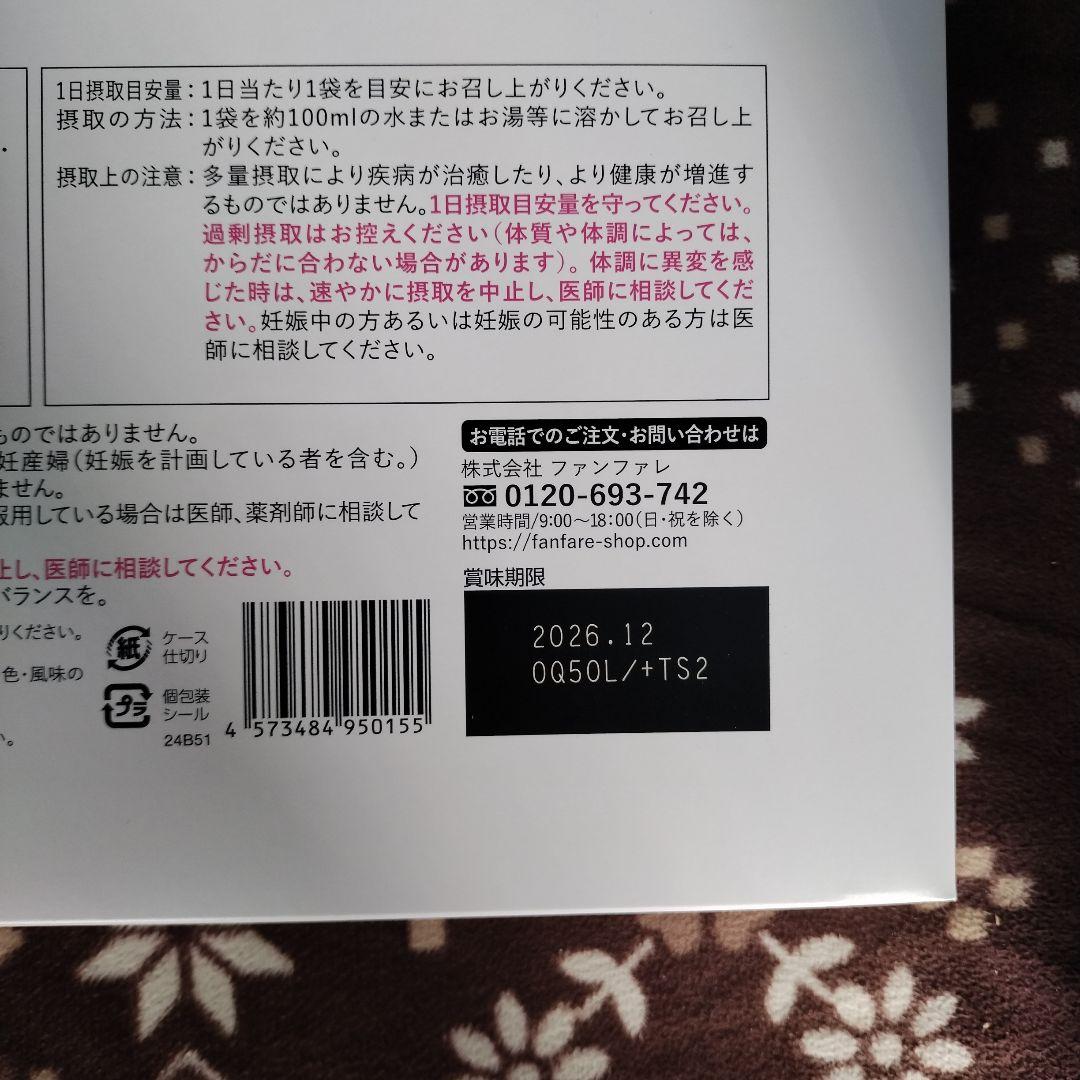 1日摂取目安量：1日当たり1袋を目安にお召し上がりください。
摂取の方法：1袋を約100mlの水またはお湯等に溶かしてお召し上
がりください。
摂取上の注意：多量摂取により疾病が治癒したり、より健康が増進す
るものではありません。1日摂取目安量を守ってください。
過剰摂取はお控えください（体質や体調によっては、
からだに合わない場合があります）。体調に異変を感
じた時は、速やかに摂取を中止し、医師に相談してくだ
さい。妊娠中の方あるいは妊娠の可能性のある方は医
師に相談してください。
ものではありません。
妊産婦（妊娠を計画している者を含む。）
ません。
服用している場合は医師、薬剤師に相談して
止し、医師に相談してください。
バランスを。
りください。
色・風味の
い。
紙
ケース
仕切り
プラ
個包装
シール
24B51
4 573484 950155
お電話でのご注文・お問い合わせは
株式会社 ファンファレ
0120-693-742
営業時間/9:00〜18:00（日・祝を除く）
https://fanfare-shop.com
賞味期限
2026.12
0Q50L/+TS2